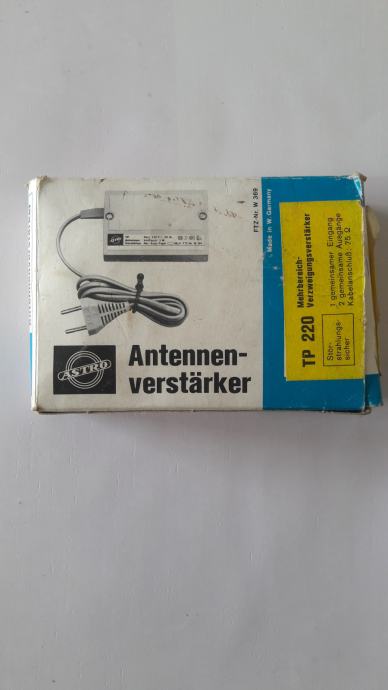 ASTRO
Antennen-
verstärker
FTZ-Nr. W 369
Made in W. Germany
TP 220
Mehrbereich-
Verzweigungsverstärker
1 gemeinsamer Eingang
2 gemeinsame Ausgänge
Kabelanschluß: 75 Ω
Stör-
strahlungs-
sicher